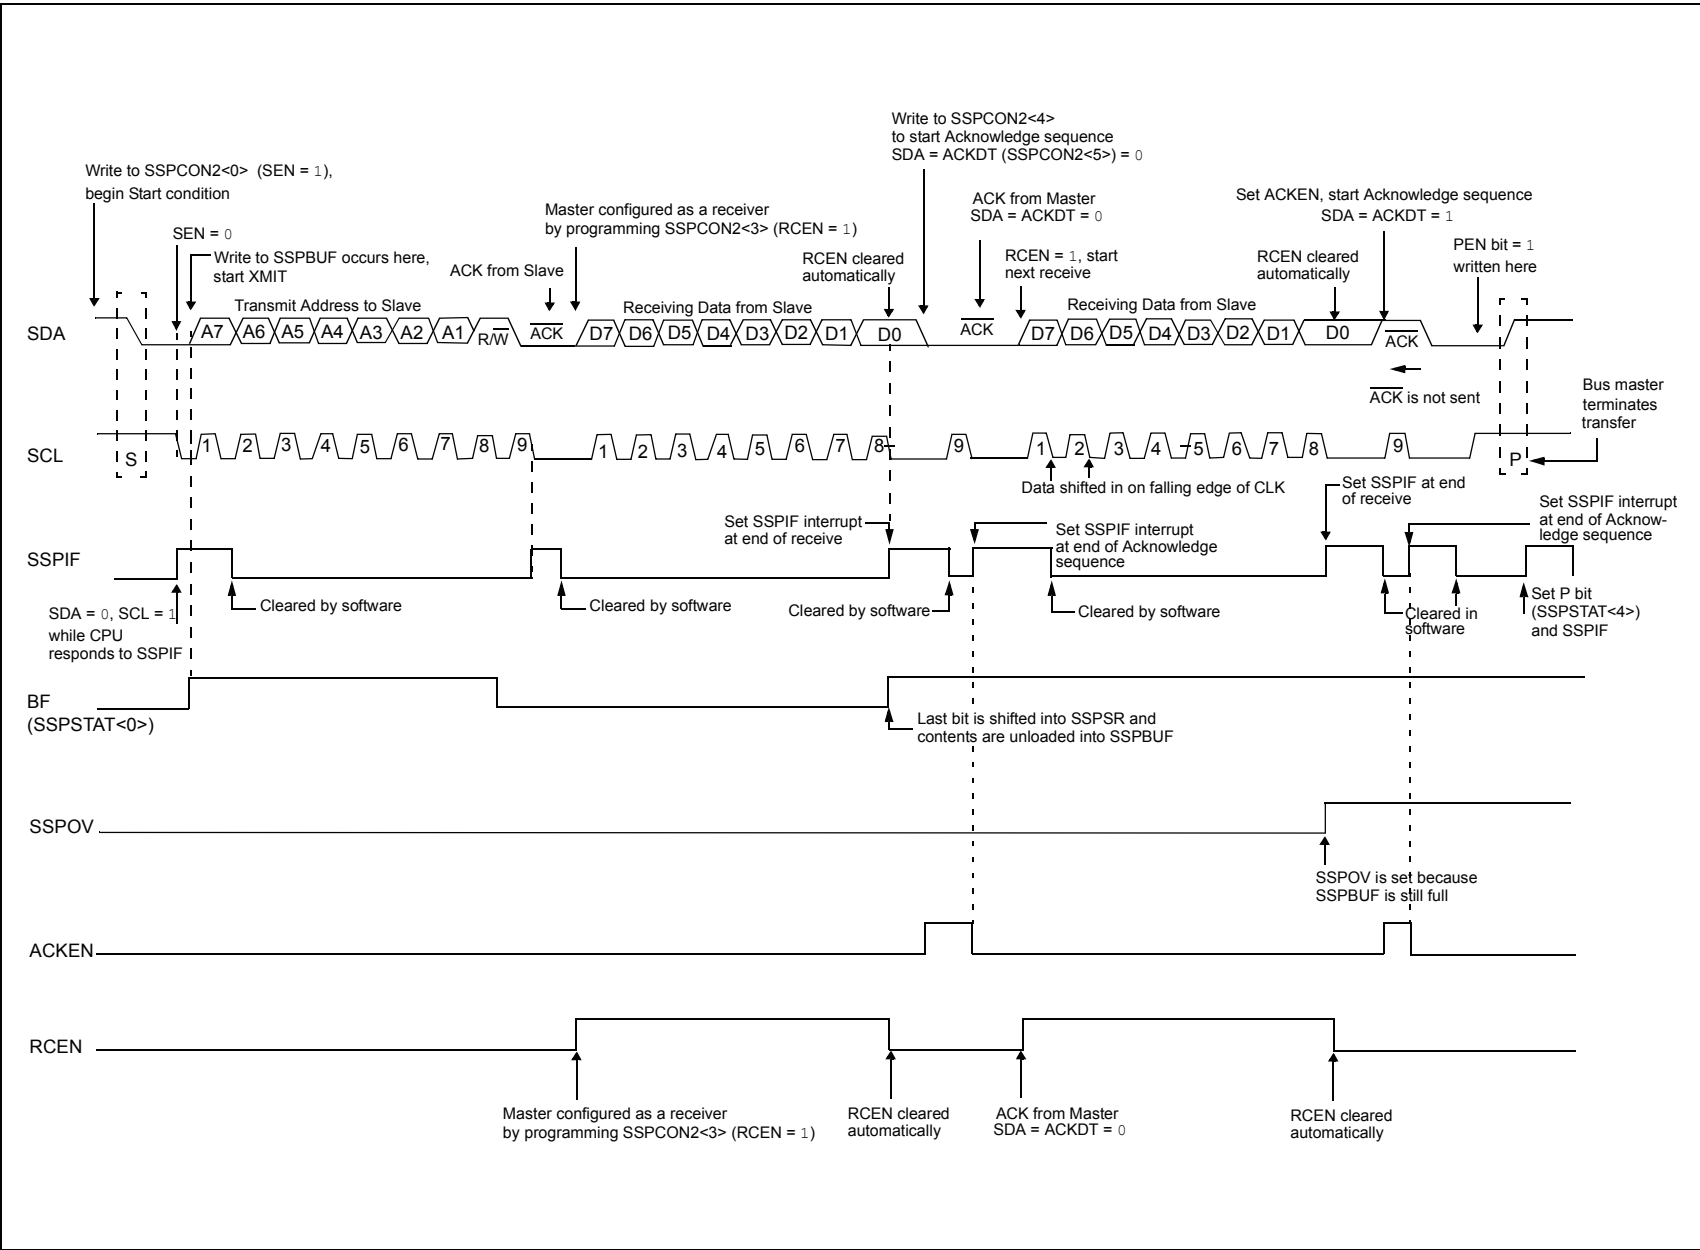 Write to SSPCON2<4>
to start Acknowledge sequence
SDA = ACKDT (SSPCON2<5>) = 0
Write to SSPCON2<0> (SEN = 1),
begin Start condition
ACK from Master
SDA = ACKDT = 0
Set ACKEN, start Acknowledge sequence
SDA = ACKDT = 1
Master configured as a receiver
by programming SSPCON2<3> (RCEN = 1)
SEN = 0
Write to SSPBUF occurs here,
start XMIT
ACK from Slave
RCEN cleared
automatically
RCEN = 1, start
next receive
RCEN cleared
automatically
PEN bit = 1
written here
Transmit Address to Slave
Receiving Data from Slave
Receiving Data from Slave
SDA
A7 A6 A5 A4 A3 A2 A1 R/W ACK D7 D6 D5 D4 D3 D2 D1 D0 ACK D7 D6 D5 D4 D3 D2 D1 D0 ACK
ACK is not sent
Bus master
terminates
transfer
SCL
S 1 2 3 4 5 6 7 8 9 1 2 3 4 5 6 7 8 9 1 2 3 4 5 6 7 8 9 P
Data shifted in on falling edge of CLK
Set SSPIF at end
of receive
Set SSPIF interrupt
at end of receive
Set SSPIF interrupt
at end of Acknowledge
sequence
Set SSPIF interrupt
at end of Acknow-
ledge sequence
SSPIF
SDA = 0, SCL = 1
while CPU
responds to SSPIF
Cleared by software
Cleared by software
Cleared by software
Cleared by software
Cleared in
software
Set P bit
(SSPSTAT<4>)
and SSPIF
BF
(SSPSTAT<0>)
Last bit is shifted into SSPSR and
contents are unloaded into SSPBUF
SSPOV
SSPOV is set because
SSPBUF is still full
ACKEN
RCEN
Master configured as a receiver
by programming SSPCON2<3> (RCEN = 1)
RCEN cleared
automatically
ACK from Master
SDA = ACKDT = 0
RCEN cleared
automatically